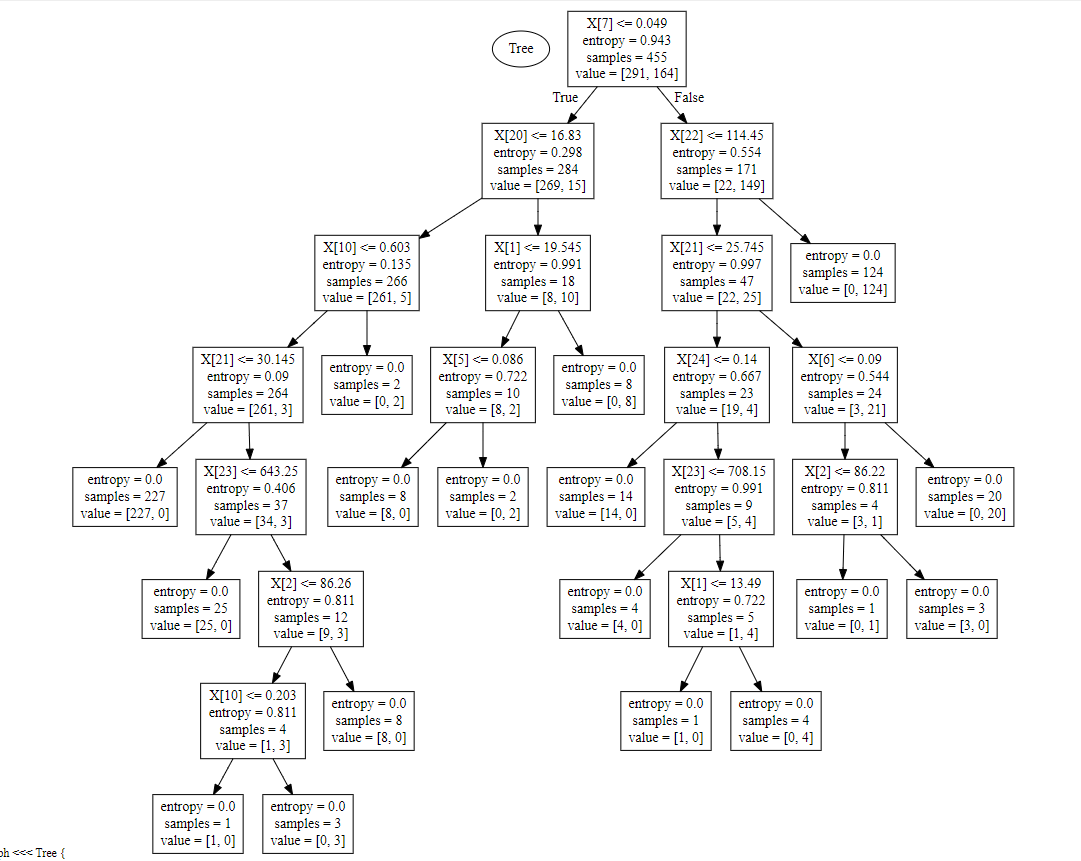 Tree
X[7] <= 0.049
entropy = 0.943
samples = 455
value = [291, 164]
True
False
X[20] <= 16.83
entropy = 0.298
samples = 284
value = [269, 15]
X[22] <= 114.45
entropy = 0.554
samples = 171
value = [22, 149]
X[10] <= 0.603
entropy = 0.135
samples = 266
value = [261, 5]
X[1] <= 19.545
entropy = 0.991
samples = 18
value = [8, 10]
X[21] <= 25.745
entropy = 0.997
samples = 47
value = [22, 25]
entropy = 0.0
samples = 124
value = [0, 124]
X[21] <= 30.145
entropy = 0.09
samples = 264
value = [261, 3]
entropy = 0.0
samples = 2
value = [0, 2]
X[5] <= 0.086
entropy = 0.722
samples = 10
value = [8, 2]
entropy = 0.0
samples = 8
value = [0, 8]
X[24] <= 0.14
entropy = 0.667
samples = 23
value = [19, 4]
X[6] <= 0.09
entropy = 0.544
samples = 24
value = [3, 21]
entropy = 0.0
samples = 227
value = [227, 0]
X[23] <= 643.25
entropy = 0.406
samples = 37
value = [34, 3]
entropy = 0.0
samples = 8
value = [8, 0]
entropy = 0.0
samples = 2
value = [0, 2]
entropy = 0.0
samples = 14
value = [14, 0]
X[23] <= 708.15
entropy = 0.991
samples = 9
value = [5, 4]
X[2] <= 86.22
entropy = 0.811
samples = 4
value = [3, 1]
entropy = 0.0
samples = 20
value = [0, 20]
entropy = 0.0
samples = 25
value = [25, 0]
X[2] <= 86.26
entropy = 0.811
samples = 12
value = [9, 3]
entropy = 0.0
samples = 4
value = [4, 0]
X[1] <= 13.49
entropy = 0.722
samples = 5
value = [1, 4]
entropy = 0.0
samples = 1
value = [0, 1]
entropy = 0.0
samples = 3
value = [3, 0]
X[10] <= 0.203
entropy = 0.811
samples = 4
value = [1, 3]
entropy = 0.0
samples = 8
value = [8, 0]
entropy = 0.0
samples = 1
value = [1, 0]
entropy = 0.0
samples = 4
value = [0, 4]
entropy = 0.0
samples = 1
value = [1, 0]
entropy = 0.0
samples = 3
value = [0, 3]
ph <<< Tree {